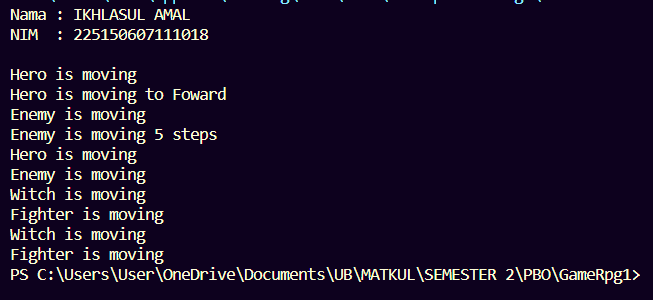 Nama : IKHLASUL AMAL
NIM  : 225150607111018
Hero is moving
Hero is moving to Foward
Enemy is moving
Enemy is moving 5 steps
Hero is moving
Enemy is moving
Witch is moving
Fighter is moving
Witch is moving
Fighter is moving
PS C:\Users\User\OneDrive\Documents\UB\MATKUL\SEMESTER 2\PBO\GameRpg1>